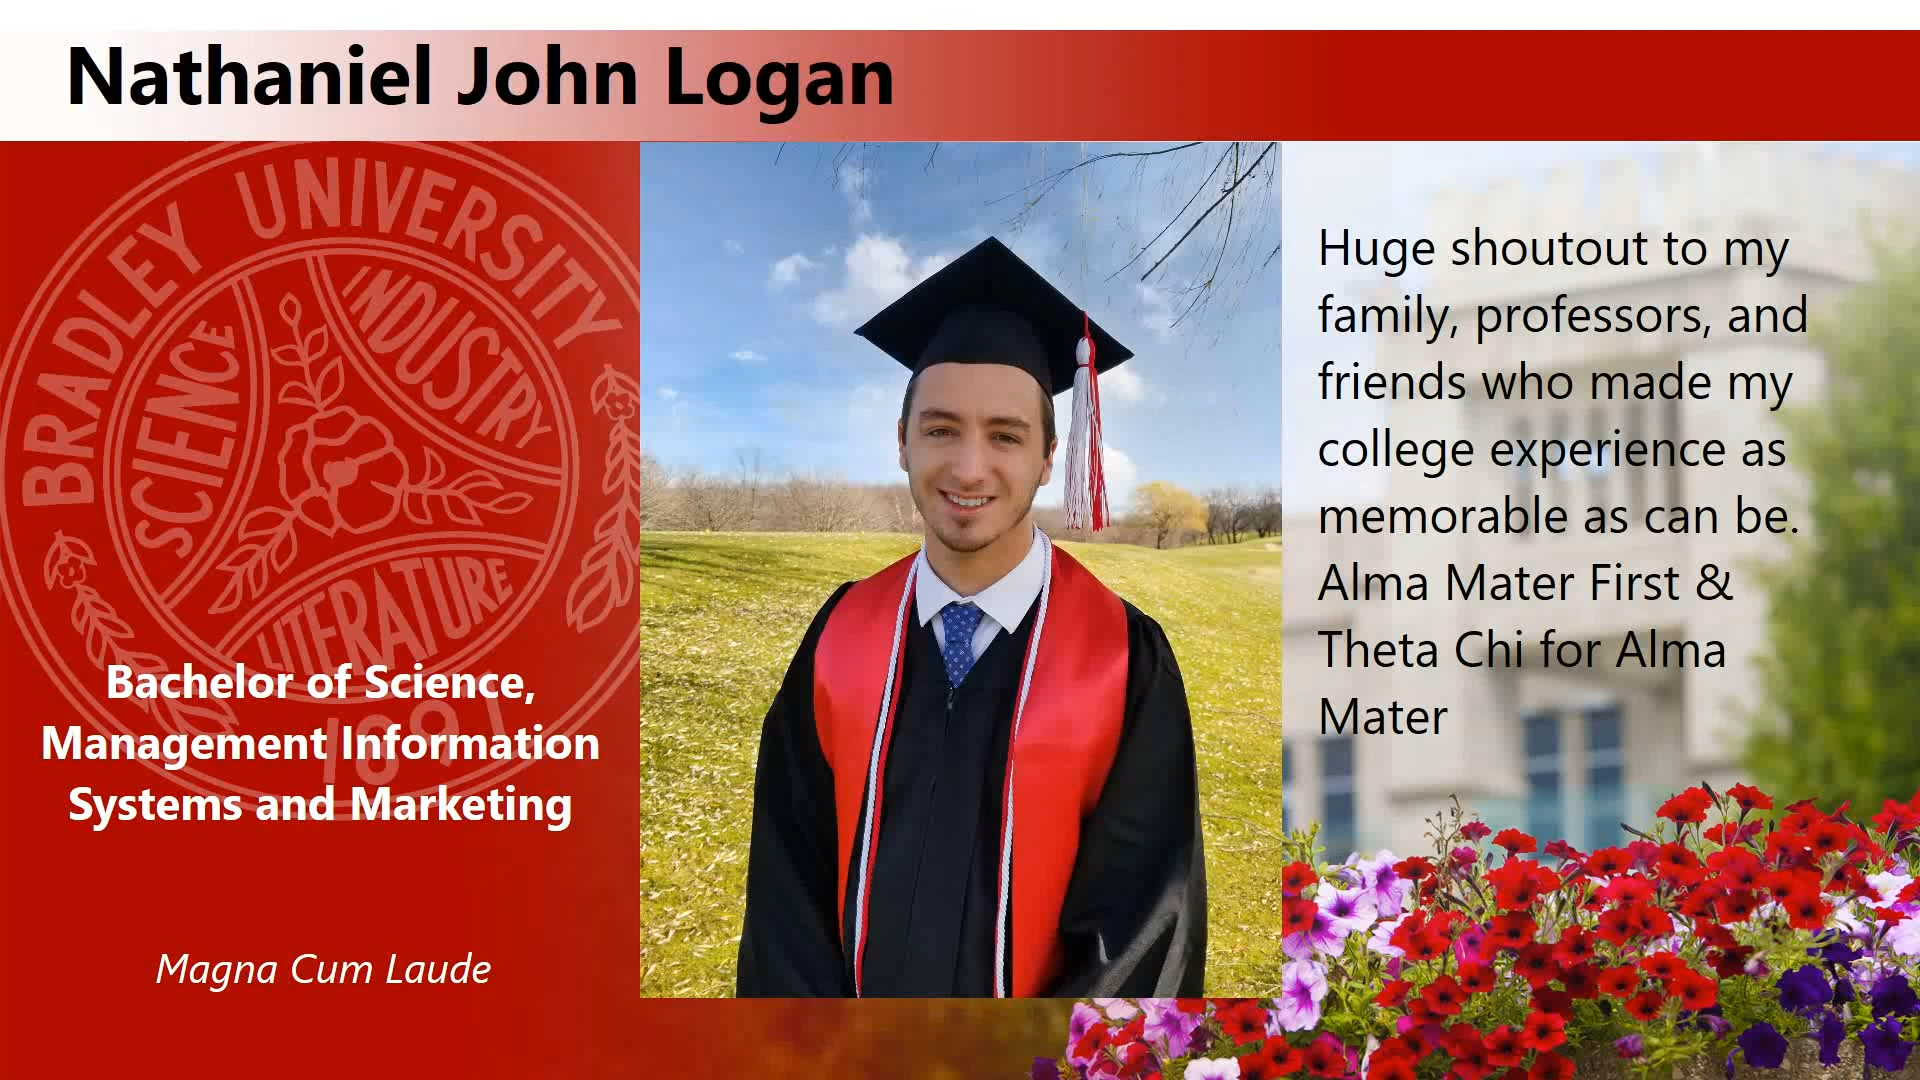 Nathaniel John Logan
BRADLEY UNIVERSITY
SCIENCE
INDUSTRY
LITERATURE
1897
Bachelor of Science,
Management Information
Systems and Marketing
Magna Cum Laude
Huge shoutout to my
family, professors, and
friends who made my
college experience as
memorable as can be.
Alma Mater First &
Theta Chi for Alma
Mater